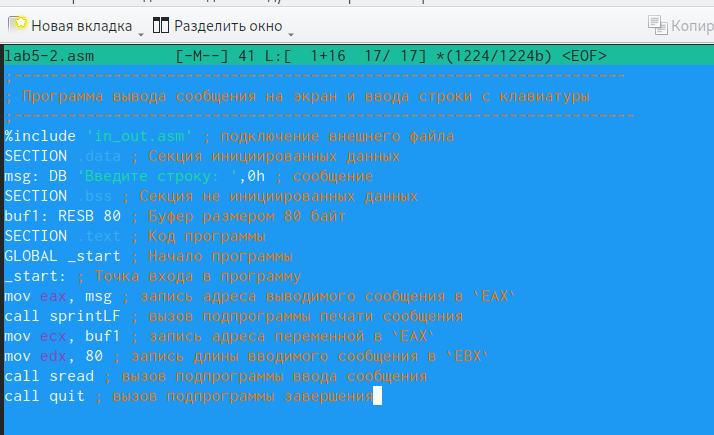 Новая вкладка
Разделить окно
Копир
lab5-2.asm [-M--] 41 L:[ 1+16 17/ 17] *(1224/1224b) <EOF>
;--------------------------------------------------------------------
; Программа вывода сообщения на экран и ввода строки с клавиатуры
;---------------------------------------------------------------------
%include 'in_out.asm' ; подключение внешнего файла
SECTION .data ; Секция инициированных данных
msg: DB 'Введите строку: ',0h ; сообщение
SECTION .bss ; Секция не инициированных данных
buf1: RESB 80 ; Буфер размером 80 байт
SECTION .text ; Код программы
GLOBAL _start ; Начало программы
_start: ; Точка входа в программу
mov eax, msg ; запись адреса выводимого сообщения в `EAX`
call sprintLF ; вызов подпрограммы печати сообщения
mov ecx, buf1 ; запись адреса переменной в `EAX`
mov edx, 80 ; запись длины вводимого сообщения в `EBX`
call sread ; вызов подпрограммы ввода сообщения
call quit ; вызов подпрограммы завершения